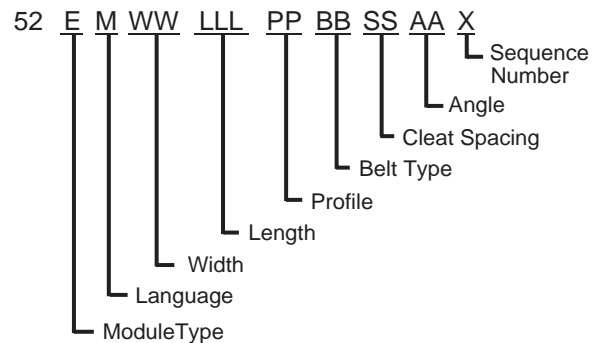 52 E M WW LLL PP BB SS AA X
Sequence
Number
Angle
Cleat Spacing
Belt Type
Profile
Length
Width
Language
ModuleType